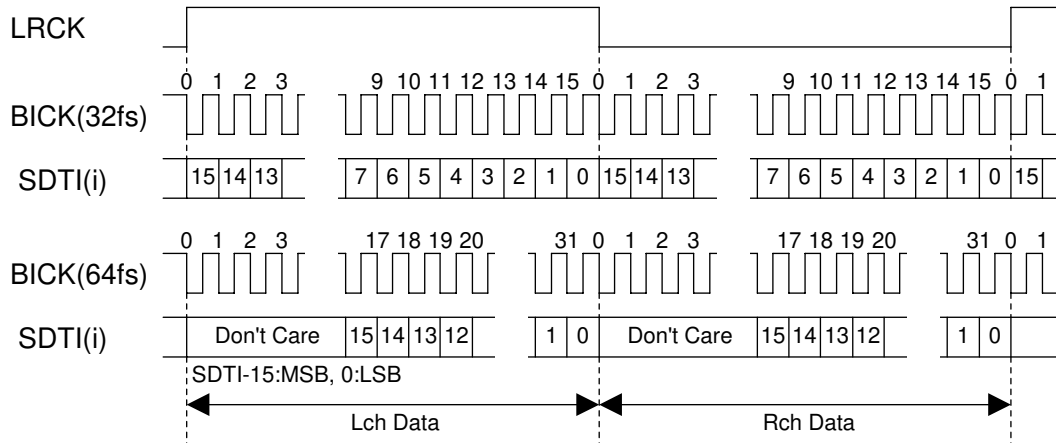 LRCK
0 1 2 3 9 10 11 12 13 14 15 0 1 2 3 9 10 11 12 13 14 15 0 1
BICK(32fs)
SDTI(i) 15 14 13 7 6 5 4 3 2 1 0 15 14 13 7 6 5 4 3 2 1 0 15
0 1 2 3 17 18 19 20 31 0 1 2 3 17 18 19 20 31 0 1
BICK(64fs)
SDTI(i) Don't Care 15 14 13 12 1 0 Don't Care 15 14 13 12 1 0
SDTI-15:MSB, 0:LSB
Lch Data Rch Data